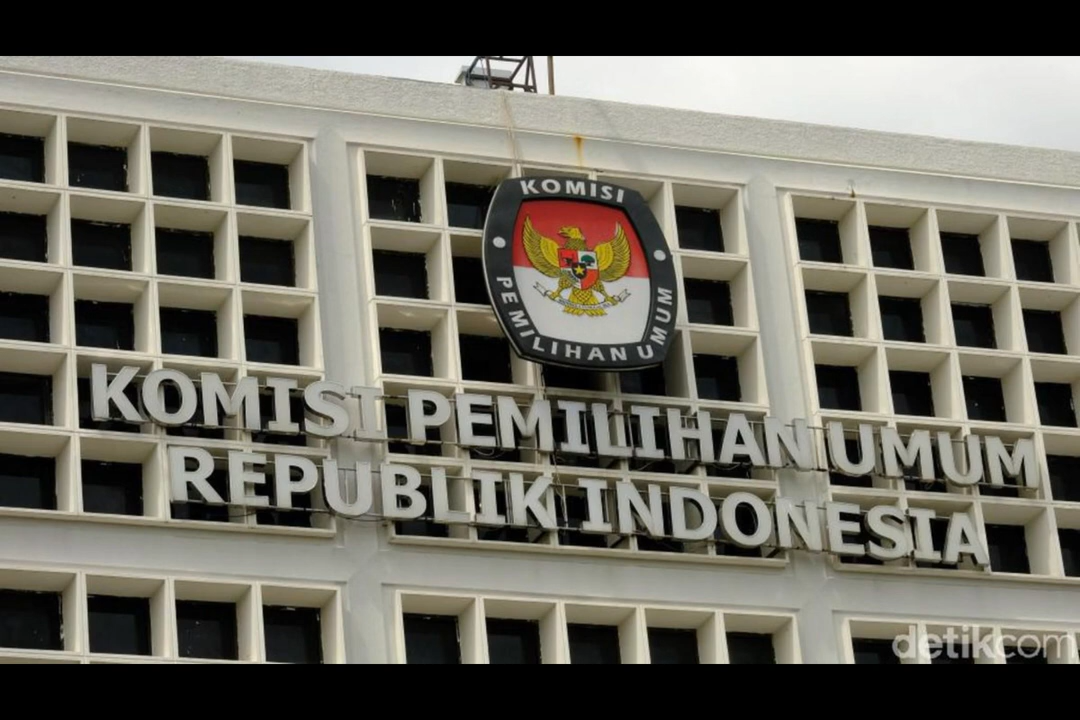 KOMISI
PEMILIHAN UMUM
KOMISI PEMILIHAN UMUM
REPUBLIK INDONESIA
detikcom